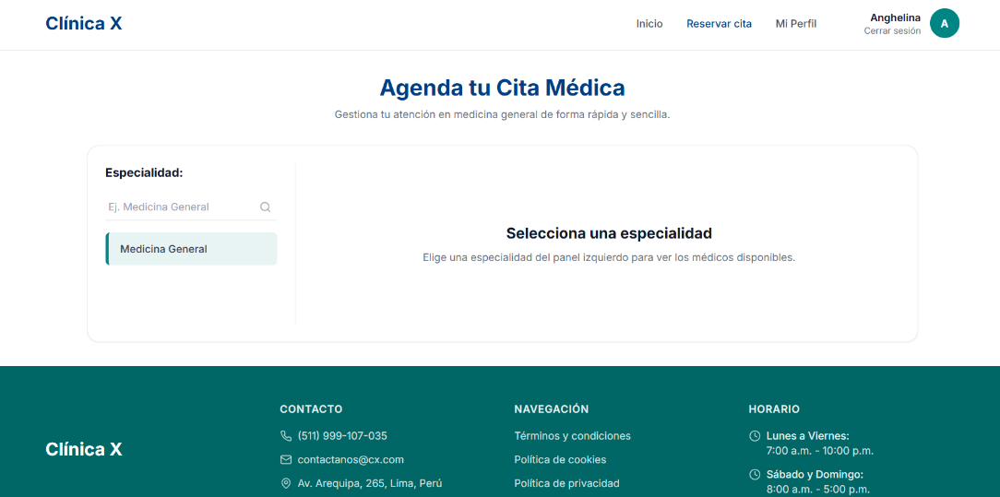 Clínica X
Inicio
Reservar cita
Mi Perfil
Anghelina
Cerrar sesión
A
Agenda tu Cita Médica
Gestiona tu atención en medicina general de forma rápida y sencilla.
Especialidad:
Ej. Medicina General
Medicina General
Selecciona una especialidad
Elige una especialidad del panel izquierdo para ver los médicos disponibles.
Clínica X
CONTACTO
(511) 999-107-035
contactanos@cx.com
Av. Arequipa, 265, Lima, Perú
NAVEGACIÓN
Términos y condiciones
Política de cookies
Política de privacidad
HORARIO
Lunes a Viernes:
7:00 a.m. - 10:00 p.m.
Sábado y Domingo:
8:00 a.m. - 5:00 p.m.